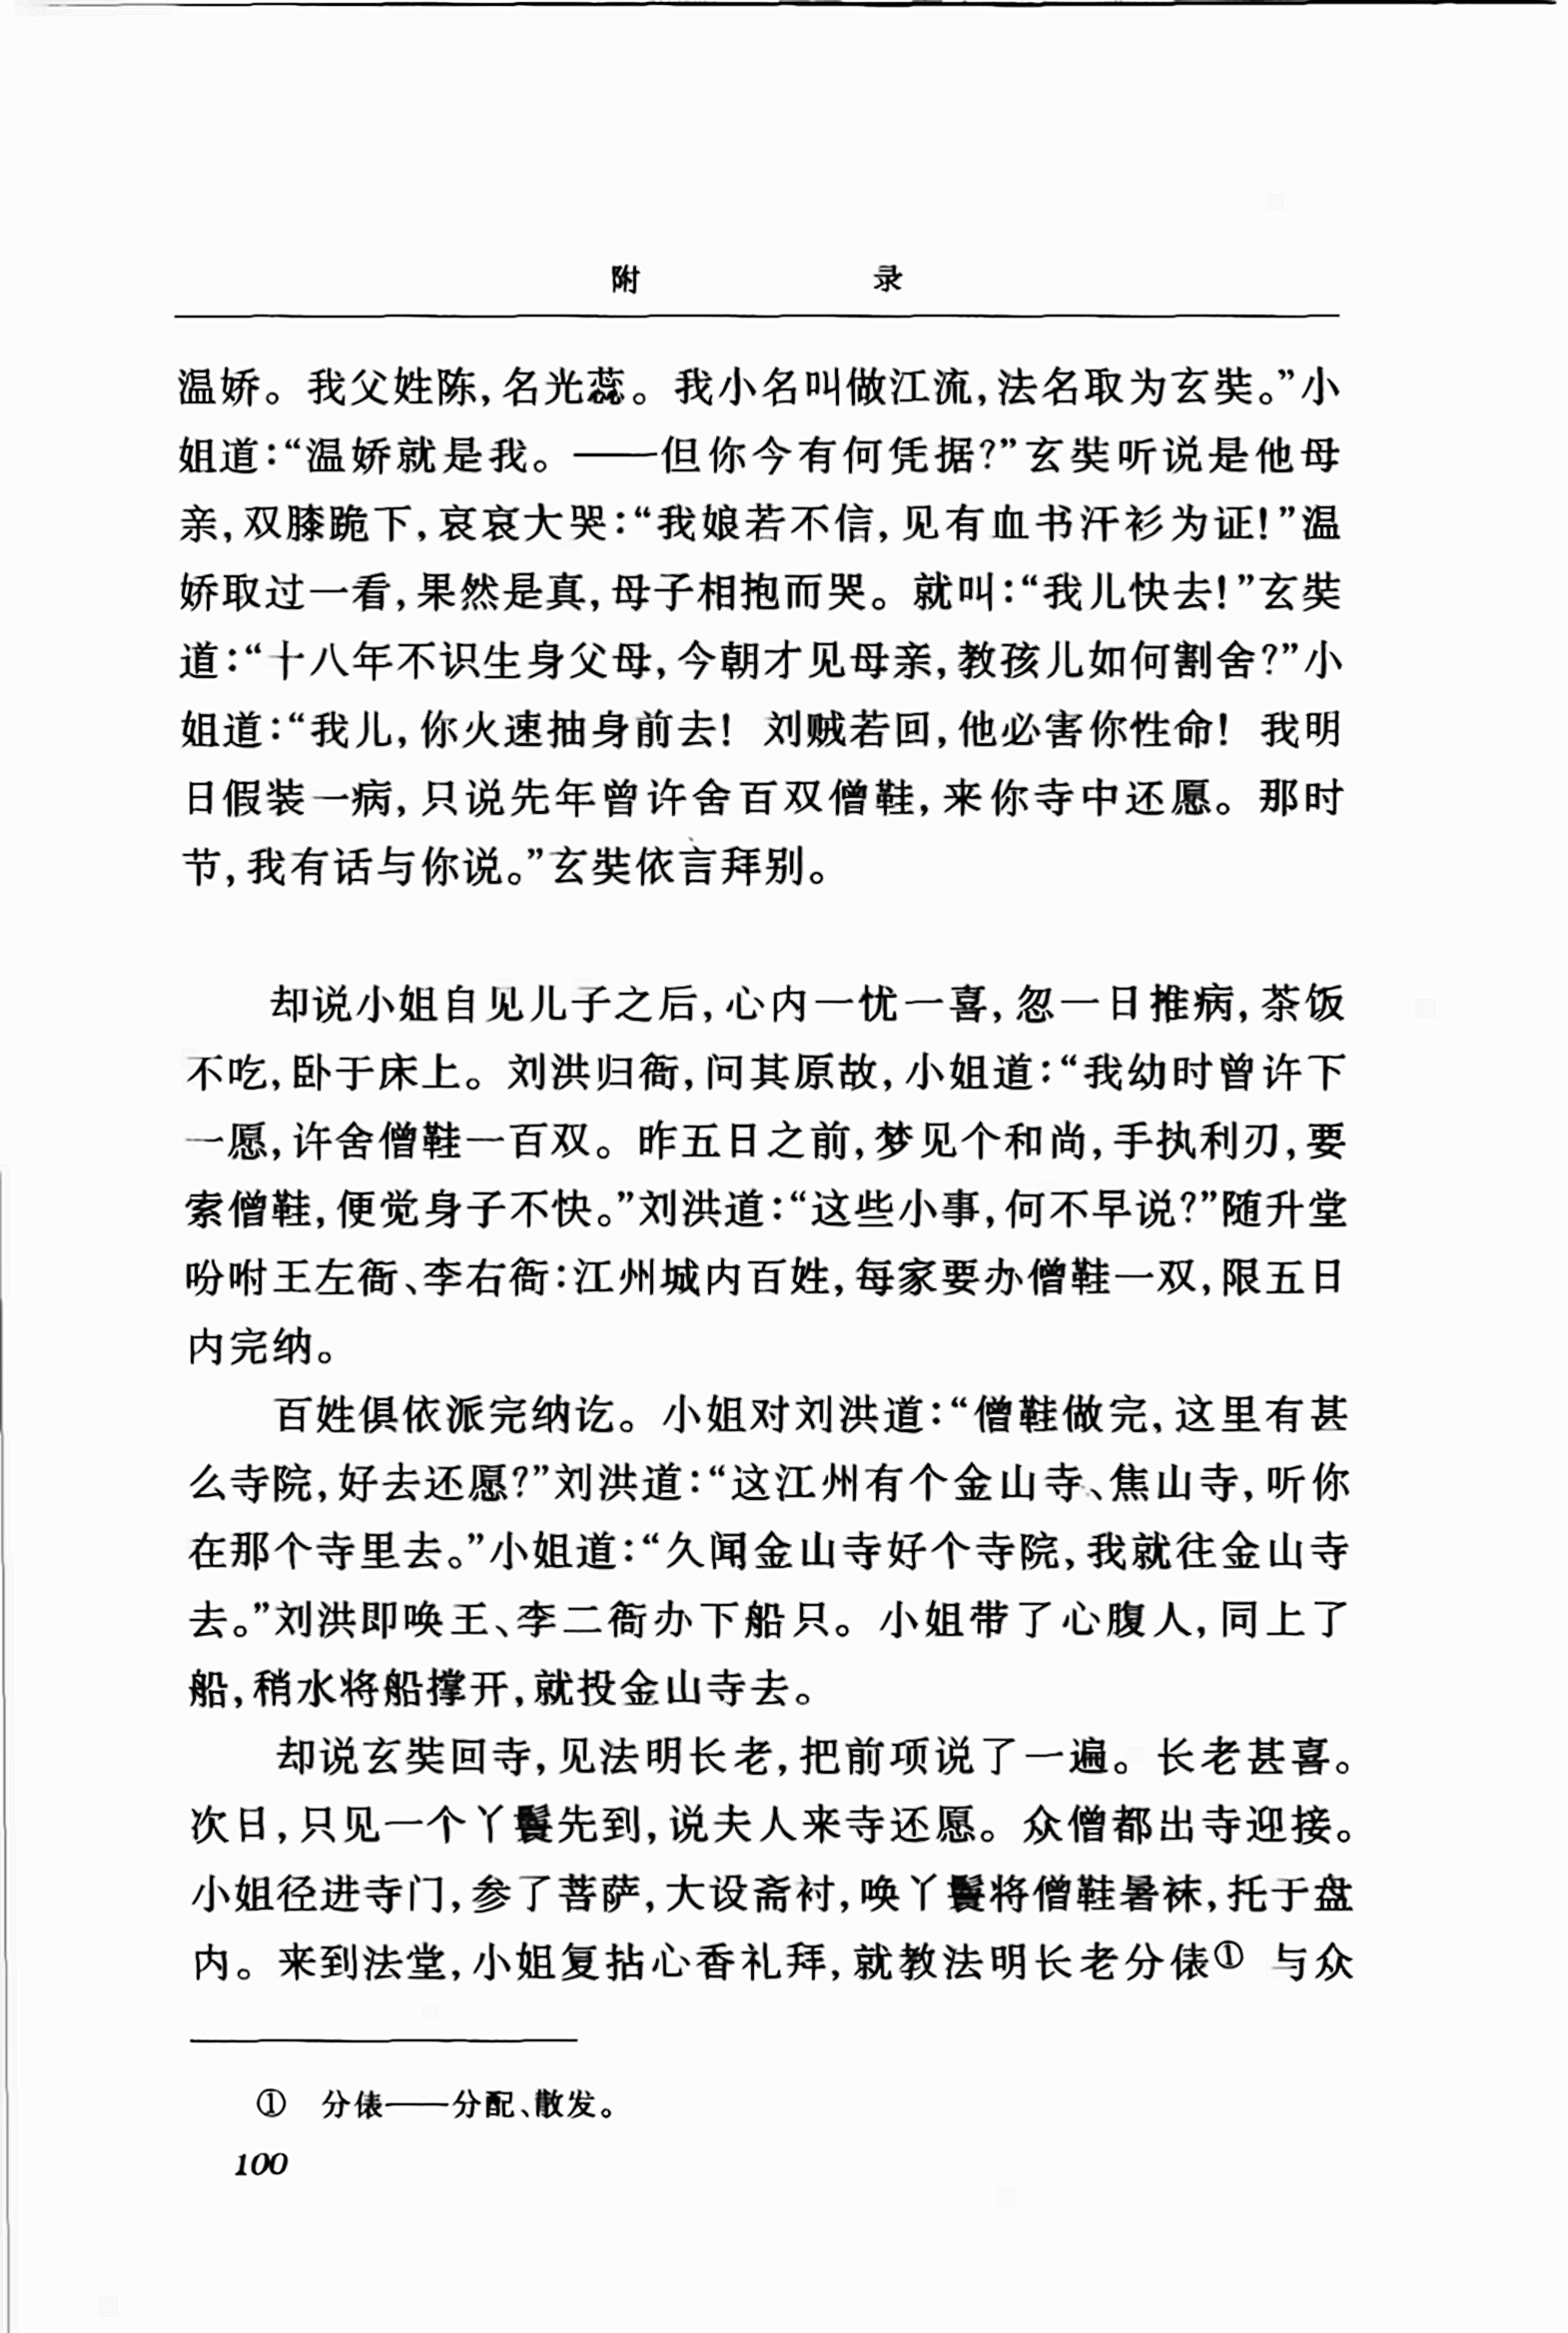 附 录
温娇。我父姓陈,名光蕊。我小名叫做江流,法名取为玄奘。”小
姐道:“温娇就是我。——但你今有何凭据?”玄奘听说是他母
亲,双膝跪下,哀哀大哭:“我娘若不信,见有血书汗衫为证!”温
娇取过一看,果然是真,母子相抱而哭。就叫:“我儿快去!”玄奘
道:“十八年不识生身父母,今朝才见母亲,教孩儿如何割舍?”小
姐道:“我儿,你火速抽身前去! 刘贼若回,他必害你性命! 我明
日假装一病,只说先年曾许舍百双僧鞋,来你寺中还愿。那时
节,我有话与你说。”玄奘依言拜别。
却说小姐自见儿子之后,心内一忧一喜,忽一日推病,茶饭
不吃,卧于床上。刘洪归衙,问其原故,小姐道:“我幼时曾许下
一愿,许舍僧鞋一百双。昨五日之前,梦见个和尚,手执利刃,要
索僧鞋,便觉身子不快。”刘洪道:“这些小事,何不早说?”随升堂
吩咐王左衙、李右衙:江州城内百姓,每家要办僧鞋一双,限五日
内完纳。
百姓俱依派完纳讫。小姐对刘洪道:“僧鞋做完,这里有甚
么寺院,好去还愿?”刘洪道:“这江州有个金山寺、焦山寺,听你
在那个寺里去。”小姐道:“久闻金山寺好个寺院,我就往金山寺
去。”刘洪即唤王、李二衙办下船只。小姐带了心腹人,同上了
船,稍水将船撑开,就投金山寺去。
却说玄奘回寺,见法明长老,把前项说了一遍。长老甚喜。
次日,只见一个丫鬟先到,说夫人来寺还愿。众僧都出寺迎接。
小姐径进寺门,参了菩萨,大设斋衬,唤丫鬟将僧鞋暑袜,托于盘
内。来到法堂,小姐复拈心香礼拜,就教法明长老分俵① 与众
① 分俵——分配、散发。
100